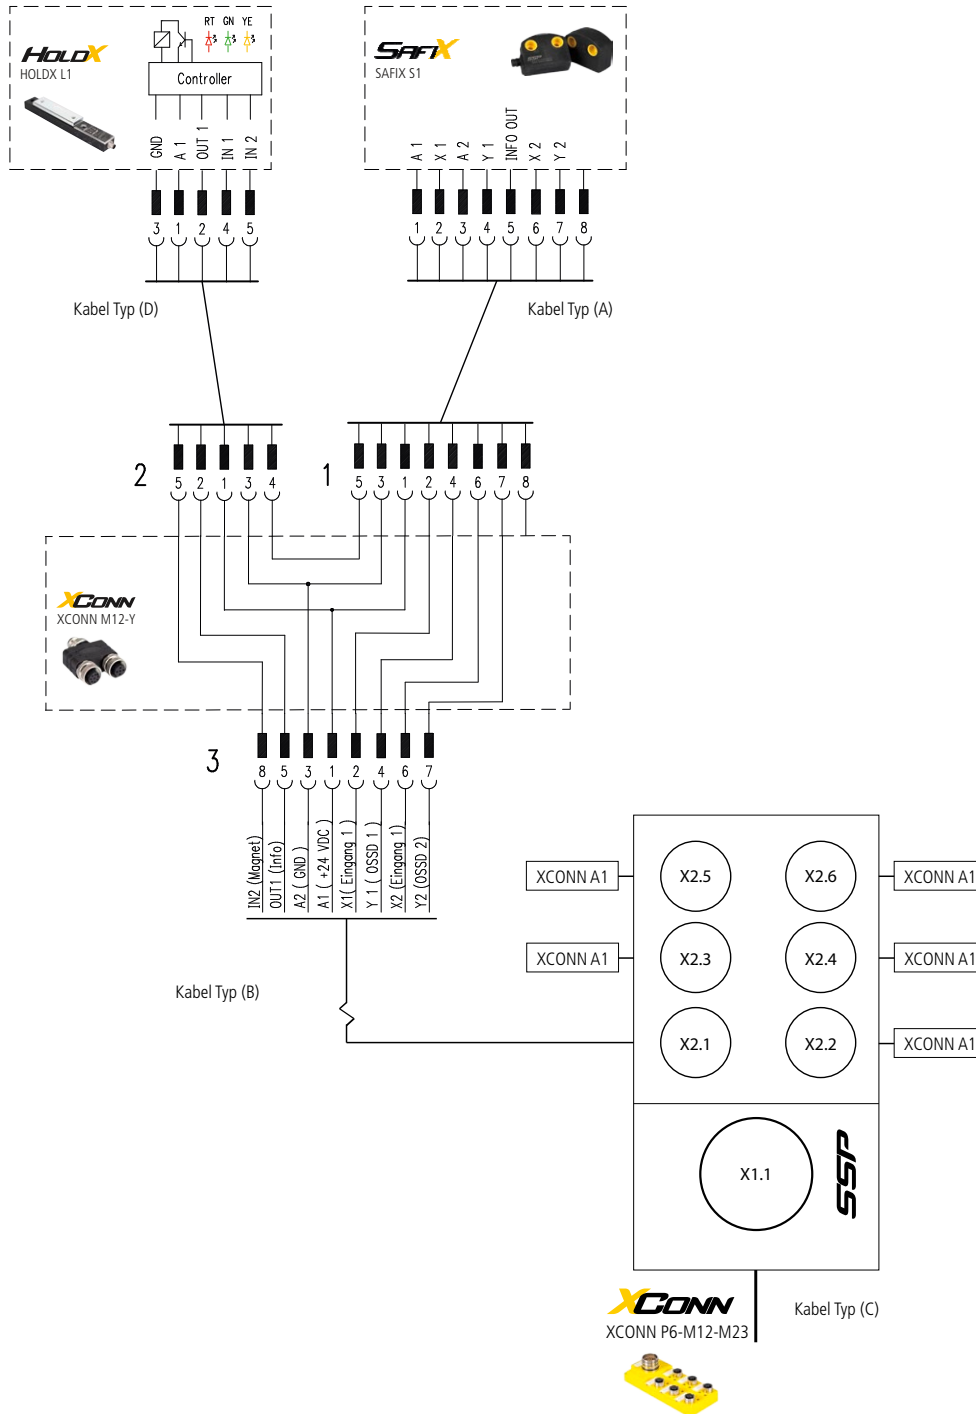 HOLDX
HOLDX L1
RT GN YE
Controller
GND
A 1
OUT 1
IN 1
IN 2
3 1 2 4 5
SAFIX
SAFIX S1
A 1
X 1
A 2
Y 1
INFO OUT
X 2
Y 2
1 2 3 4 5 6 7 8
Kabel Typ (D)
Kabel Typ (A)
2
5 2 1 3 4
1
5 3 1 2 4 6 7 8
XCONN
XCONN M12-Y
3
8 5 3 1 2 4 6 7
IN2 (Magnet)
OUT1 (Info)
A2 ( GND )
A1 ( +24 VDC )
X1( Eingang 1 )
Y 1 ( OSSD 1 )
X2 (Eingang 1)
Y2 (OSSD 2)
Kabel Typ (B)
XCONN A1
X2.5
X2.6
XCONN A1
XCONN A1
X2.3
X2.4
XCONN A1
X2.1
X2.2
XCONN A1
X1.1
SSP
XCONN
XCONN P6-M12-M23
Kabel Typ (C)